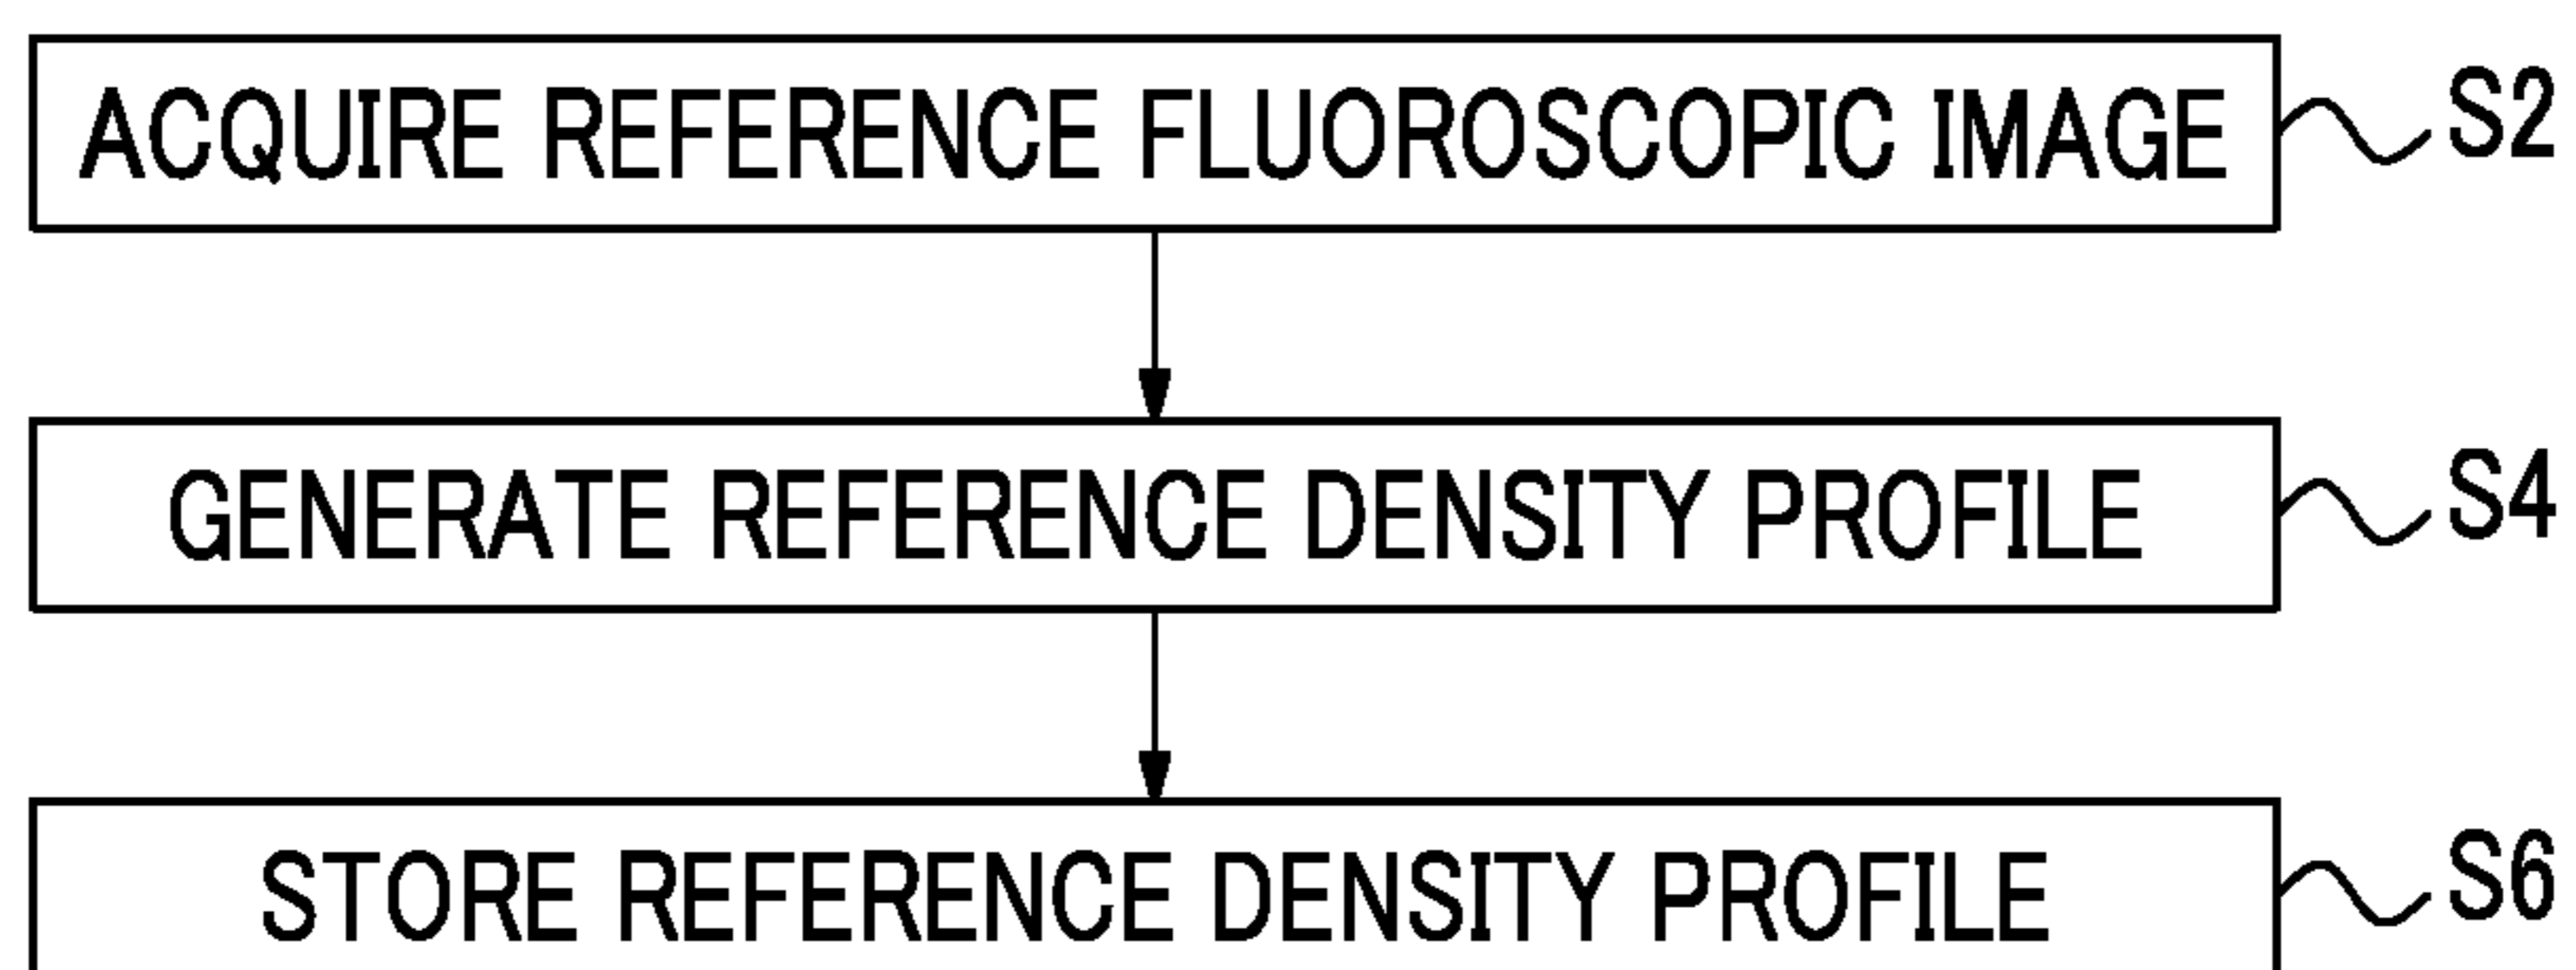 ACQUIRE REFERENCE FLUOROSCOPIC IMAGE S2
GENERATE REFERENCE DENSITY PROFILE S4
STORE REFERENCE DENSITY PROFILE S6